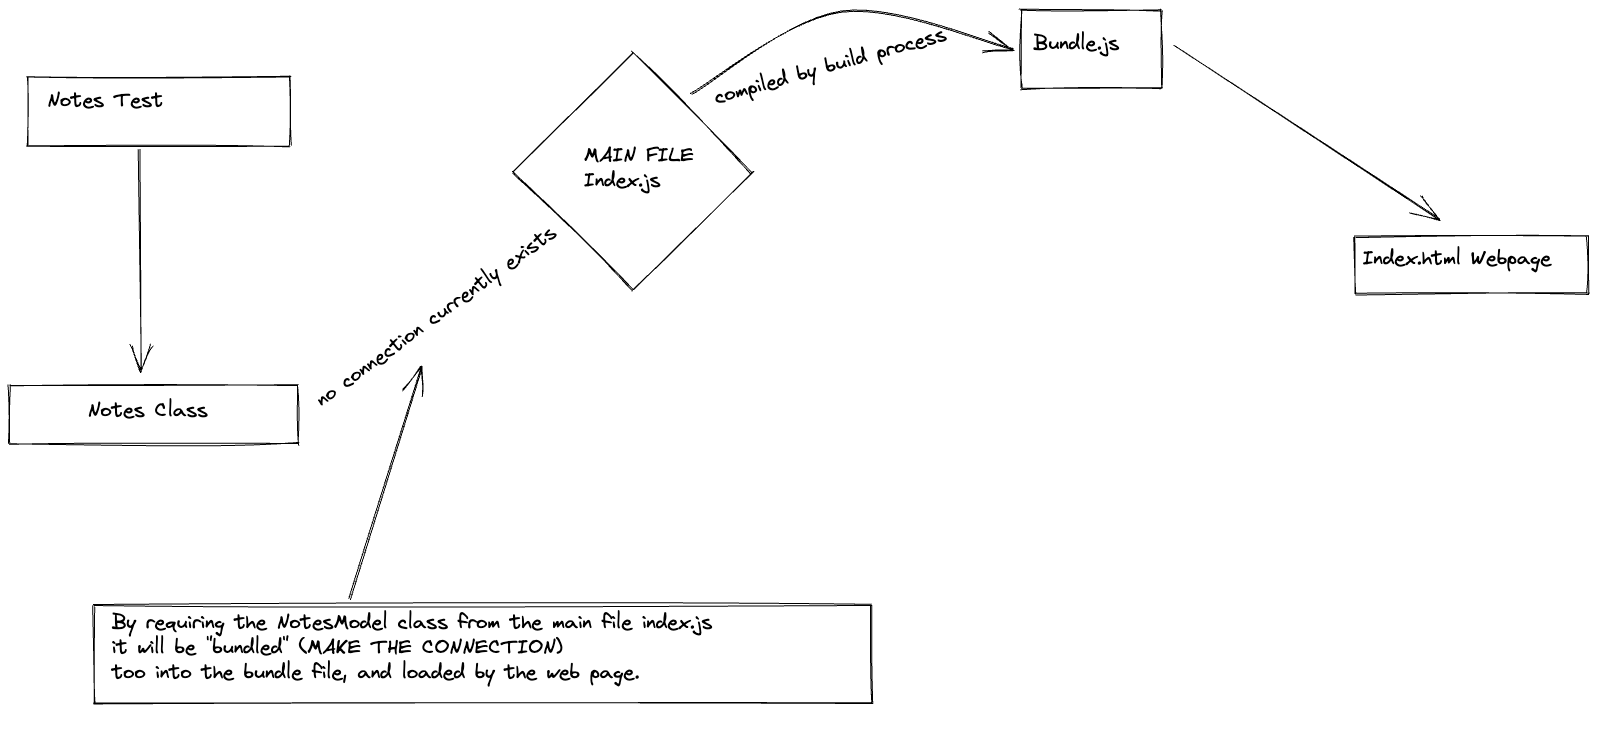 Notes Test
MAIN FILE
Index.js
compiled by build process
Bundle.js
Index.html Webpage
no connection currently exists
Notes Class
By requiring the NotesModel class from the main file index.js
it will be "bundled" (MAKE THE CONNECTION)
too into the bundle file, and loaded by the web page.